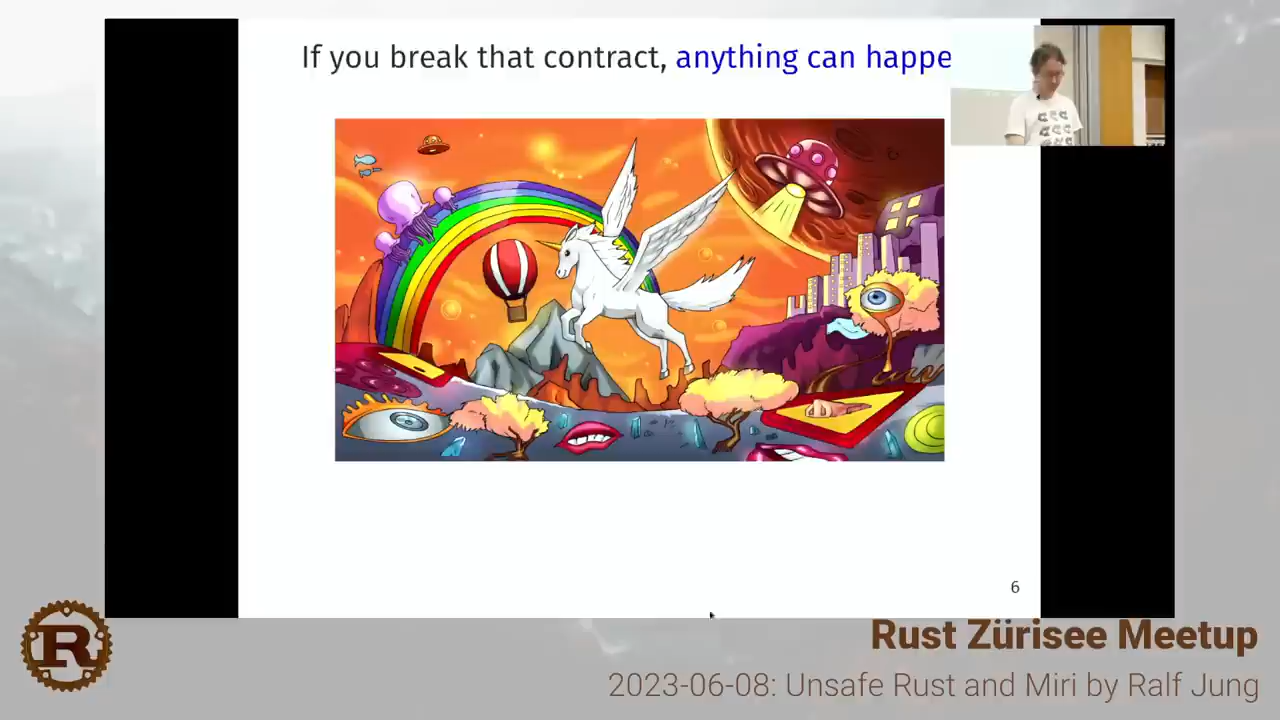 If you break that contract, anything can happe
6
R
Rust Zürisee Meetup
2023-06-08: Unsafe Rust and Miri by Ralf Jung